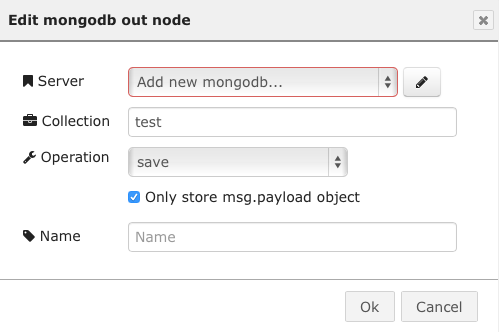 Edit mongodb out node
Server
Add new mongodb...
Collection
test
Operation
save
Only store msg.payload object
Name
Name
Ok
Cancel